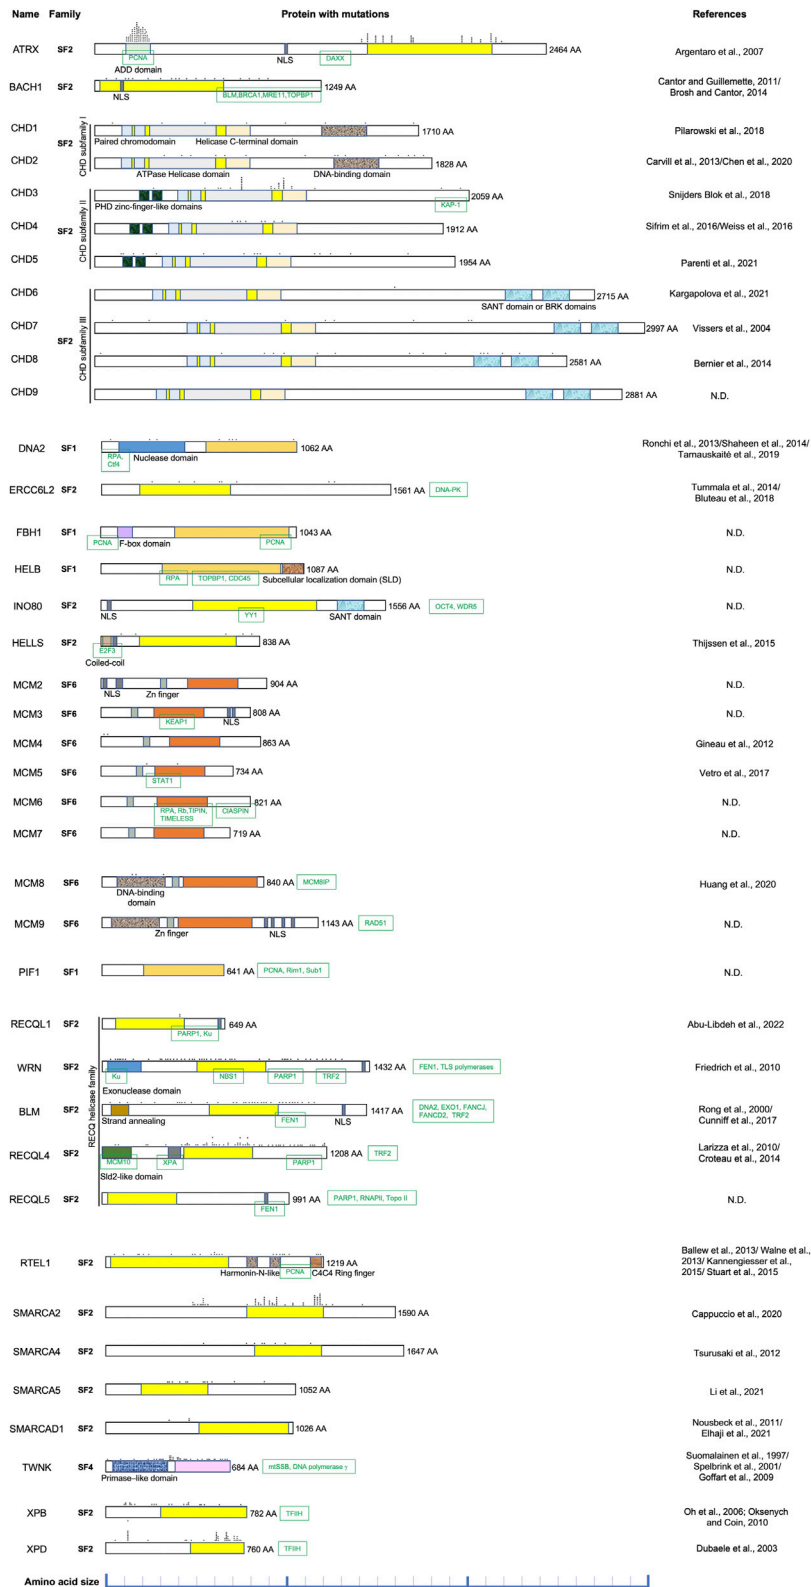 Name Family Protein with mutations References
ATRX SF2 2464 AA Argentaro et al., 2007
PCNA DAXX
ADD domain NLS
BACH1 SF2 1249 AA Cantor and Guillemette, 2011/
Brosh and Cantor, 2014
NLS BLM,BRCA1,MRE11,TOPBP1
CHD subfamily I
CHD1 1710 AA Pilarowski et al., 2018
Paired chromodomain Helicase C-terminal domain
SF2
CHD2 1828 AA Carvill et al., 2013/Chen et al., 2020
ATPase Helicase domain DNA-binding domain
CHD subfamily II
CHD3 2059 AA Snijders Blok et al., 2018
PHD zinc-finger-like domains KAP-1
CHD4 SF2 1912 AA Sifrim et al., 2016/Weiss et al., 2016
CHD5 1954 AA Parenti et al., 2021
CHD subfamily III
CHD6 2715 AA Kargapolova et al., 2021
SANT domain or BRK domains
CHD7 2997 AA Vissers et al., 2004
SF2
CHD8 2581 AA Bernier et al., 2014
CHD9 2881 AA N.D.
DNA2 SF1 1062 AA Ronchi et al., 2013/Shaheen et al., 2014/
Tamauskaitė et al., 2019
RPA,
Ctf4
Nuclease domain
ERCC6L2 SF2 1561 AA DNA-PK Tummala et al., 2014/
Bluteau et al., 2018
FBH1 SF1 1043 AA N.D.
PCNA F-box domain PCNA
HELB SF1 1087 AA N.D.
RPA TOPBP1, CDC45 Subcellular localization domain (SLD)
INO80 SF2 1556 AA OCT4, WDR5 N.D.
NLS YY1 SANT domain
HELLS SF2 838 AA Thijssen et al., 2015
E2F3
Coiled-coil
MCM2 SF6 904 AA N.D.
NLS Zn finger
MCM3 SF6 808 AA N.D.
KEAP1 NLS
MCM4 SF6 863 AA Gineau et al., 2012
MCM5 SF6 734 AA Vetro et al., 2017
STAT1
MCM6 SF6 821 AA N.D.
RPA, Rb,TIPIN,
TIMELESS
CIASPIN
MCM7 SF6 719 AA N.D.
MCM8 SF6 840 AA MCM8IP Huang et al., 2020
DNA-binding
domain
MCM9 SF6 1143 AA RAD51 N.D.
Zn finger NLS
PIF1 SF1 641 AA PCNA, Rim1, Sub1 N.D.
RECQ helicase family
RECQL1 SF2 649 AA Abu-Libdeh et al., 2022
PARP1, Ku
WRN SF2 1432 AA FEN1, TLS polymerases Friedrich et al., 2010
Ku NBS1 PARP1 TRF2
Exonuclease domain
BLM SF2 1417 AA DNA2, EXO1, FANCJ,
FANCD2, TRF2
Rong et al., 2000/
Cunniff et al., 2017
Strand annealing FEN1 NLS
RECQL4 SF2 1208 AA TRF2 Larizza et al., 2010/
Croteau et al., 2014
MCM10 XPA PARP1
Sld2-like domain
RECQL5 SF2 991 AA PARP1, RNAPII, Topo II N.D.
FEN1
RTEL1 SF2 1219 AA Ballew et al., 2013/ Walne et al.,
2013/ Kannengiesser et al.,
2015/ Stuart et al., 2015
Harmonin-N-like PCNA C4C4 Ring finger
SMARCA2 SF2 1590 AA Cappuccio et al., 2020
SMARCA4 SF2 1647 AA Tsurusaki et al., 2012
SMARCA5 SF2 1052 AA Li et al., 2021
SMARCAD1 SF2 1026 AA Nousbeck et al., 2011/
Elhaji et al., 2021
TWNK SF4 684 AA mtSSB, DNA polymerase γ Suomalainen et al., 1997/
Spelbrink et al., 2001/
Goffart et al., 2009
Primase–like domain
XPB SF2 782 AA TFIIH Oh et al., 2006; Oksenych
and Coin, 2010
XPD SF2 760 AA TFIIH Dubaele et al., 2003
Amino acid size